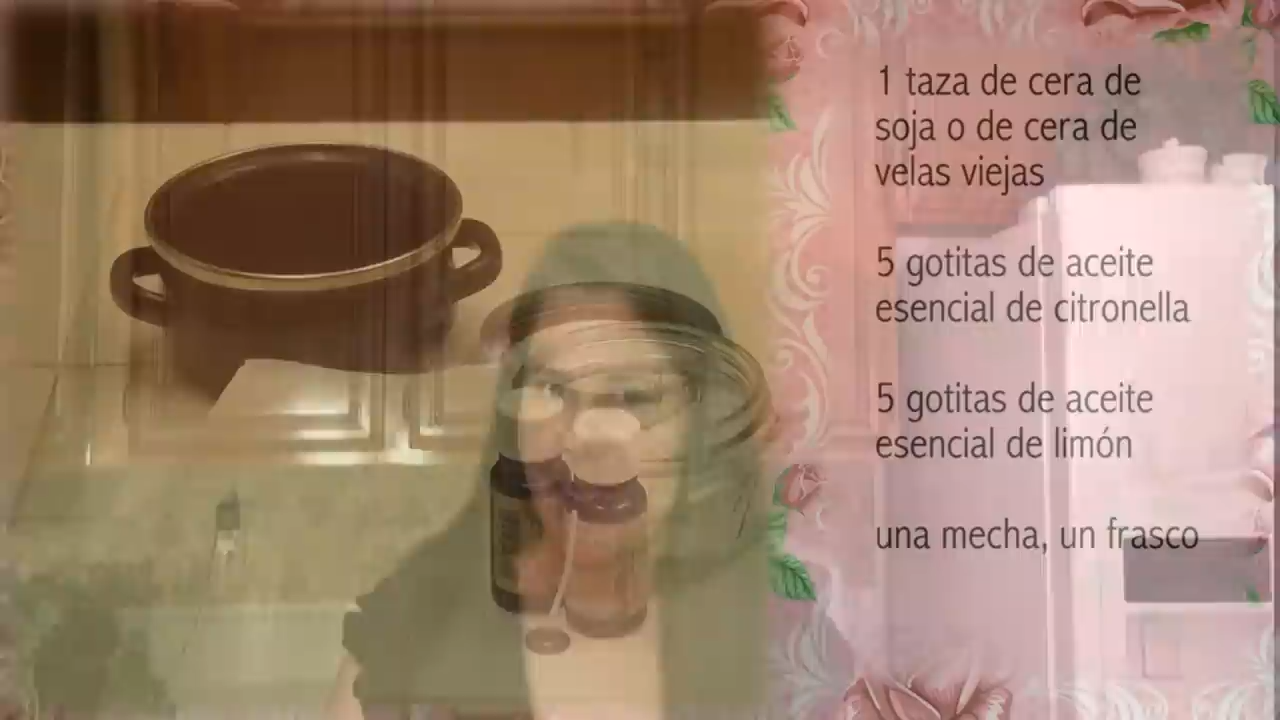 1 taza de cera de
soja o de cera de
velas viejas
5 gotitas de aceite
esencial de citronella
5 gotitas de aceite
esencial de limón
una mecha, un frasco